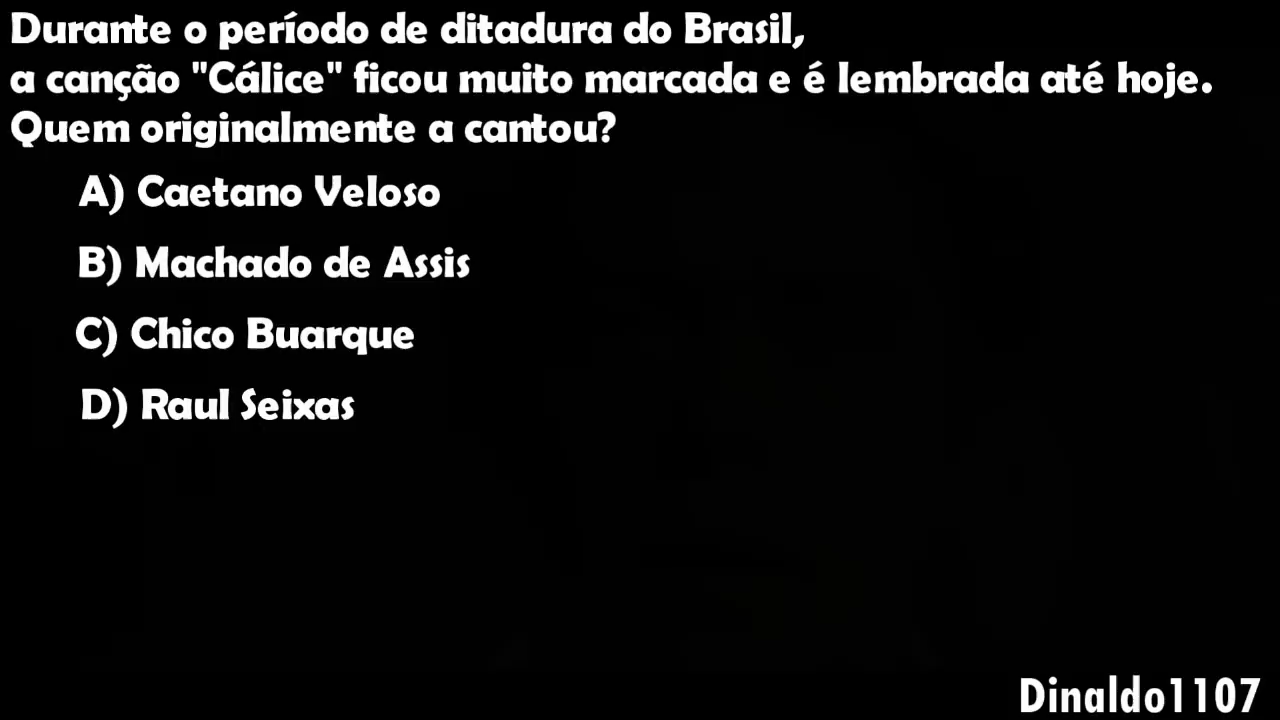 Durante o período de ditadura do Brasil,
a canção "Cálice" ficou muito marcada e é lembrada até hoje.
Quem originalmente a cantou?
A) Caetano Veloso
B) Machado de Assis
C) Chico Buarque
D) Raul Seixas
Dinaldo1107